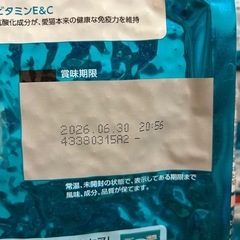 ビタミンE&C
酸化成分が、愛猫本来の健康な免疫力を維持
賞味期限
2026.06.30 20:56
43380315A2 -
常温、未開封の状態で、表示してある期限まで
風味、成分、品質が保てます。